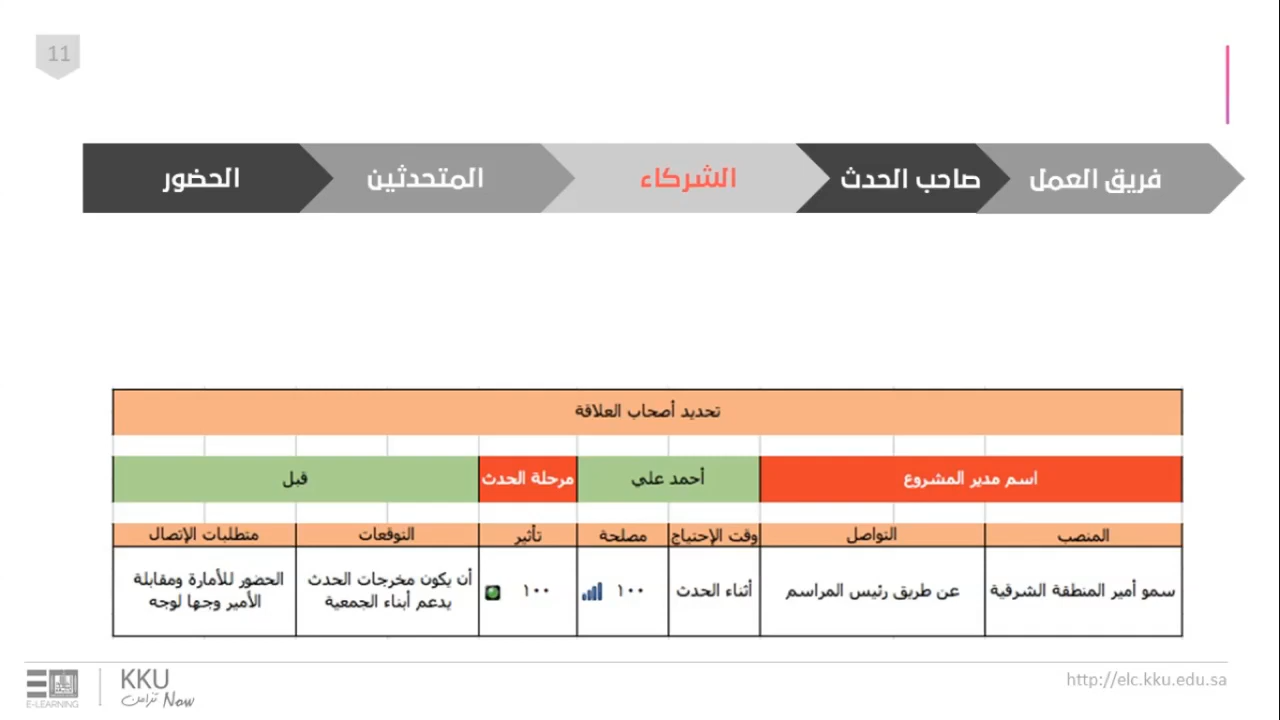 11
فريق العمل
صاحب الحدث
الشركاء
المتحدثين
الحضور
تحديد أصحاب العلاقة
اسم مدير المشروع
أحمد علي
مرحلة الحدث
قبل
المنصب
التواصل
وقت الإحتياج
مصلحة
تأثير
التوقعات
متطلبات الإتصال
سمو أمير المنطقة الشرقية
عن طريق رئيس المراسم
أثناء الحدث
١٠٠
١٠٠
أن يكون مخرجات الحدث
يدعم أبناء الجمعية
الحضور للأمارة ومقابلة
الأمير وجها لوجه
E-LEARNING
KKU
تزامن Now
http://elc.kku.edu.sa